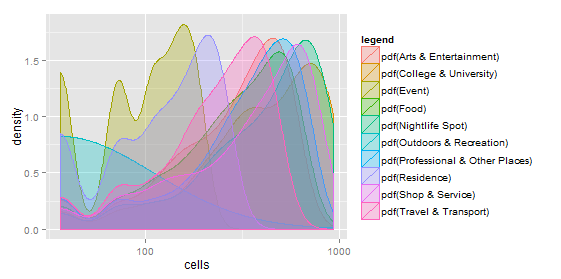 density
1.5
1.0
0.5
0.0
100
1000
cells
legend
pdf(Arts & Entertainment)
pdf(College & University)
pdf(Event)
pdf(Food)
pdf(Nightlife Spot)
pdf(Outdoors & Recreation)
pdf(Professional & Other Places)
pdf(Residence)
pdf(Shop & Service)
pdf(Travel & Transport)